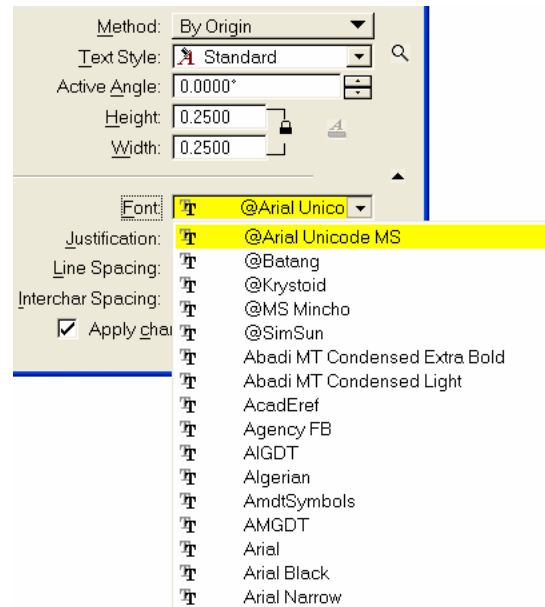 Method: By Origin
Text Style: Standard
Active Angle: 0.0000°
Height: 0.2500
Width: 0.2500
Font: @Arial Unico
Justification: @Arial Unicode MS
Line Spacing: @Batang
@Krystoid
Interchar Spacing: @MS Mincho
Apply char @SimSun
Abadi MT Condensed Extra Bold
Abadi MT Condensed Light
AcadEref
Agency FB
AIGDT
Algerian
AmdtSymbols
AMGDT
Arial
Arial Black
Arial Narrow